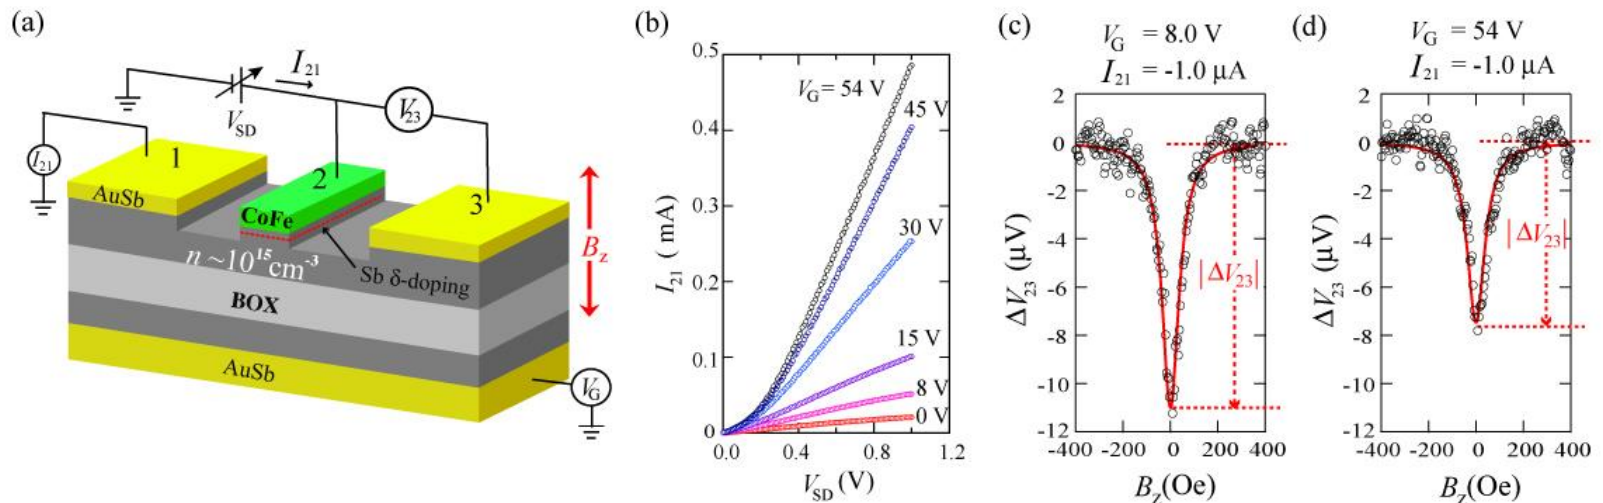 (a)
I21
VSD
V23
I21
1
2
3
AuSb
CoFe
Bz
n ~10^15 cm^-3
Sb δ-doping
BOX
AuSb
VG
(b)
0.5
0.4
0.3
0.2
0.1
0
I21 ( mA)
VG = 54 V
45 V
30 V
15 V
8 V
0 V
0.0 0.4 0.8 1.2
VSD (V)
(c)
VG = 8.0 V
I21 = -1.0 μA
2
0
-2
-4
-6
-8
-10
-12
ΔV23 (μV)
|ΔV23|
-400 -200 0 200 400
Bz(Oe)
(d)
VG = 54 V
I21 = -1.0 μA
2
0
-2
-4
-6
-8
-10
-12
ΔV23 (μV)
|ΔV23|
-400 -200 0 200 400
Bz(Oe)